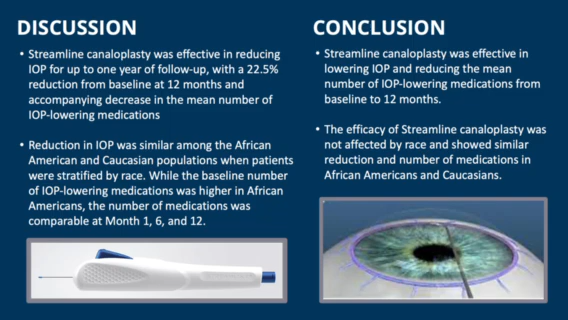 DISCUSSION
• Streamline canaloplasty was effective in reducing
IOP for up to one year of follow-up, with a 22.5%
reduction from baseline at 12 months and
accompanying decrease in the mean number of
IOP-lowering medications
• Reduction in IOP was similar among the African
American and Caucasian populations when patients
were stratified by race. While the baseline number
of IOP-lowering medications was higher in African
Americans, the number of medications was
comparable at Month 1, 6, and 12.
CONCLUSION
• Streamline canaloplasty was effective in
lowering IOP and reducing the mean
number of IOP-lowering medications from
baseline to 12 months.
• The efficacy of Streamline canaloplasty was
not affected by race and showed similar
reduction and number of medications in
African Americans and Caucasians.